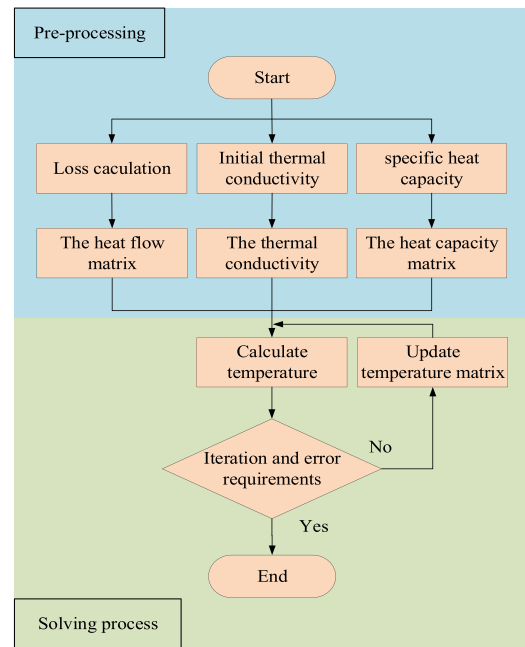 Pre-processing
Start
Loss caculation
Initial thermal
conductivity
specific heat
capacity
The heat flow
matrix
The thermal
conductivity
The heat capacity
matrix
Calculate
temperature
Update
temperature matrix
Iteration and error
requirements
No
Yes
End
Solving process